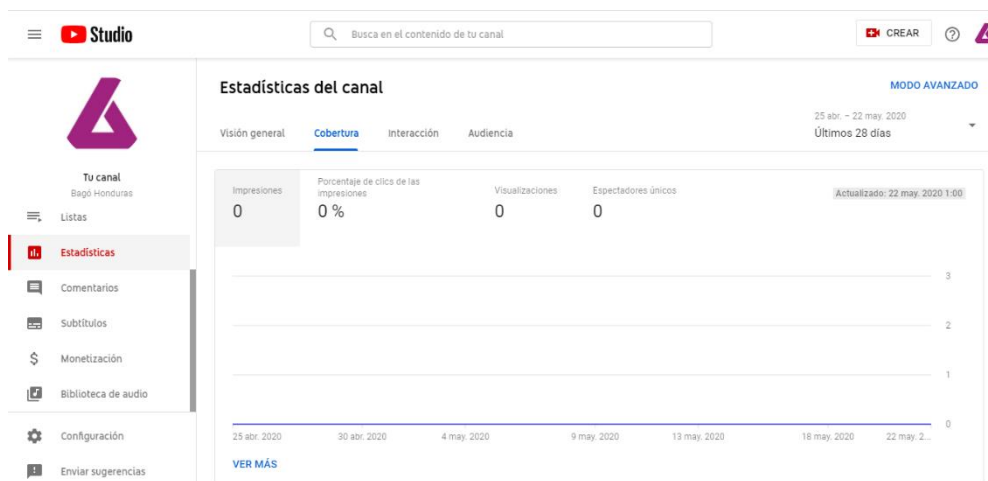 Studio
Busca en el contenido de tu canal
CREAR
Tu canal
Bagó Honduras
Listas
Estadísticas
Comentarios
Subtítulos
Monetización
Biblioteca de audio
Configuración
Enviar sugerencias
Estadísticas del canal
MODO AVANZADO
Visión general
Cobertura
Interacción
Audiencia
25 abr. – 22 may. 2020
Últimos 28 días
Impresiones
0
Porcentaje de clics de las
impresiones
0 %
Visualizaciones
0
Espectadores únicos
0
Actualizado: 22 may. 2020 1:00
3
2
1
0
25 abr. 2020
30 abr. 2020
4 may. 2020
9 may. 2020
13 may. 2020
18 may. 2020
22 may. 2...
VER MÁS